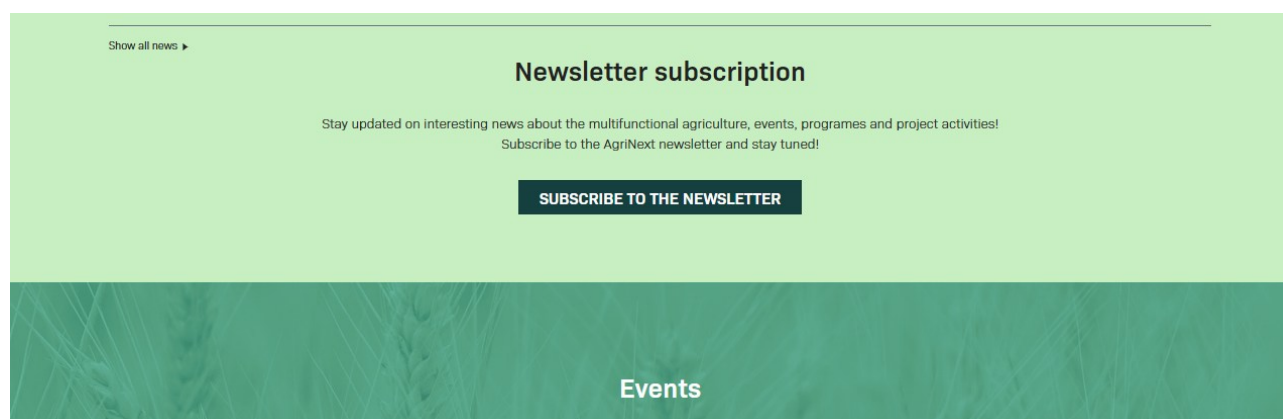 Show all news ▸
Newsletter subscription
Stay updated on interesting news about the multifunctional agriculture, events, programes and project activities!
Subscribe to the AgriNext newsletter and stay tuned!
SUBSCRIBE TO THE NEWSLETTER
Events